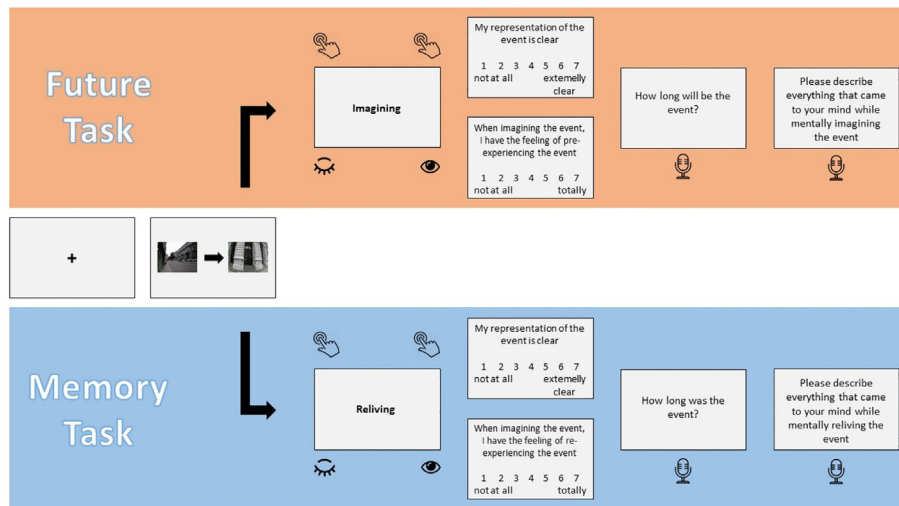 Future
Task
Imagining
My representation of the
event is clear
1 2 3 4 5 6 7
not at all extemelly
clear
When imagining the event,
I have the feeling of pre-
experiencing the event
1 2 3 4 5 6 7
not at all totally
How long will be the
event?
Please describe
everything that came
to your mind while
mentally imagining
the event
+
Memory
Task
Reliving
My representation of the
event is clear
1 2 3 4 5 6 7
not at all extemelly
clear
When imagining the event,
I have the feeling of re-
experiencing the event
1 2 3 4 5 6 7
not at all totally
How long was the
event?
Please describe
everything that came
to your mind while
mentally reliving the
event